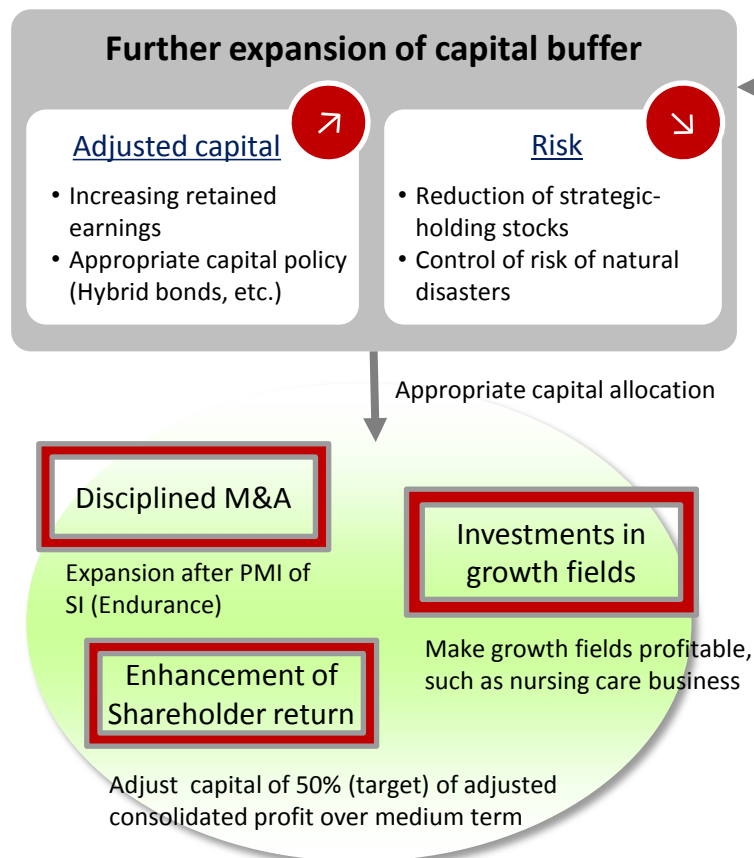 Further expansion of capital buffer
Adjusted capital
• Increasing retained
earnings
• Appropriate capital policy
(Hybrid bonds, etc.)
Risk
• Reduction of strategic-
holding stocks
• Control of risk of natural
disasters
Appropriate capital allocation
Disciplined M&A
Expansion after PMI of
SI (Endurance)
Investments in
growth fields
Make growth fields profitable,
such as nursing care business
Enhancement of
Shareholder return
Adjust  capital of 50% (target) of adjusted
consolidated profit over medium term